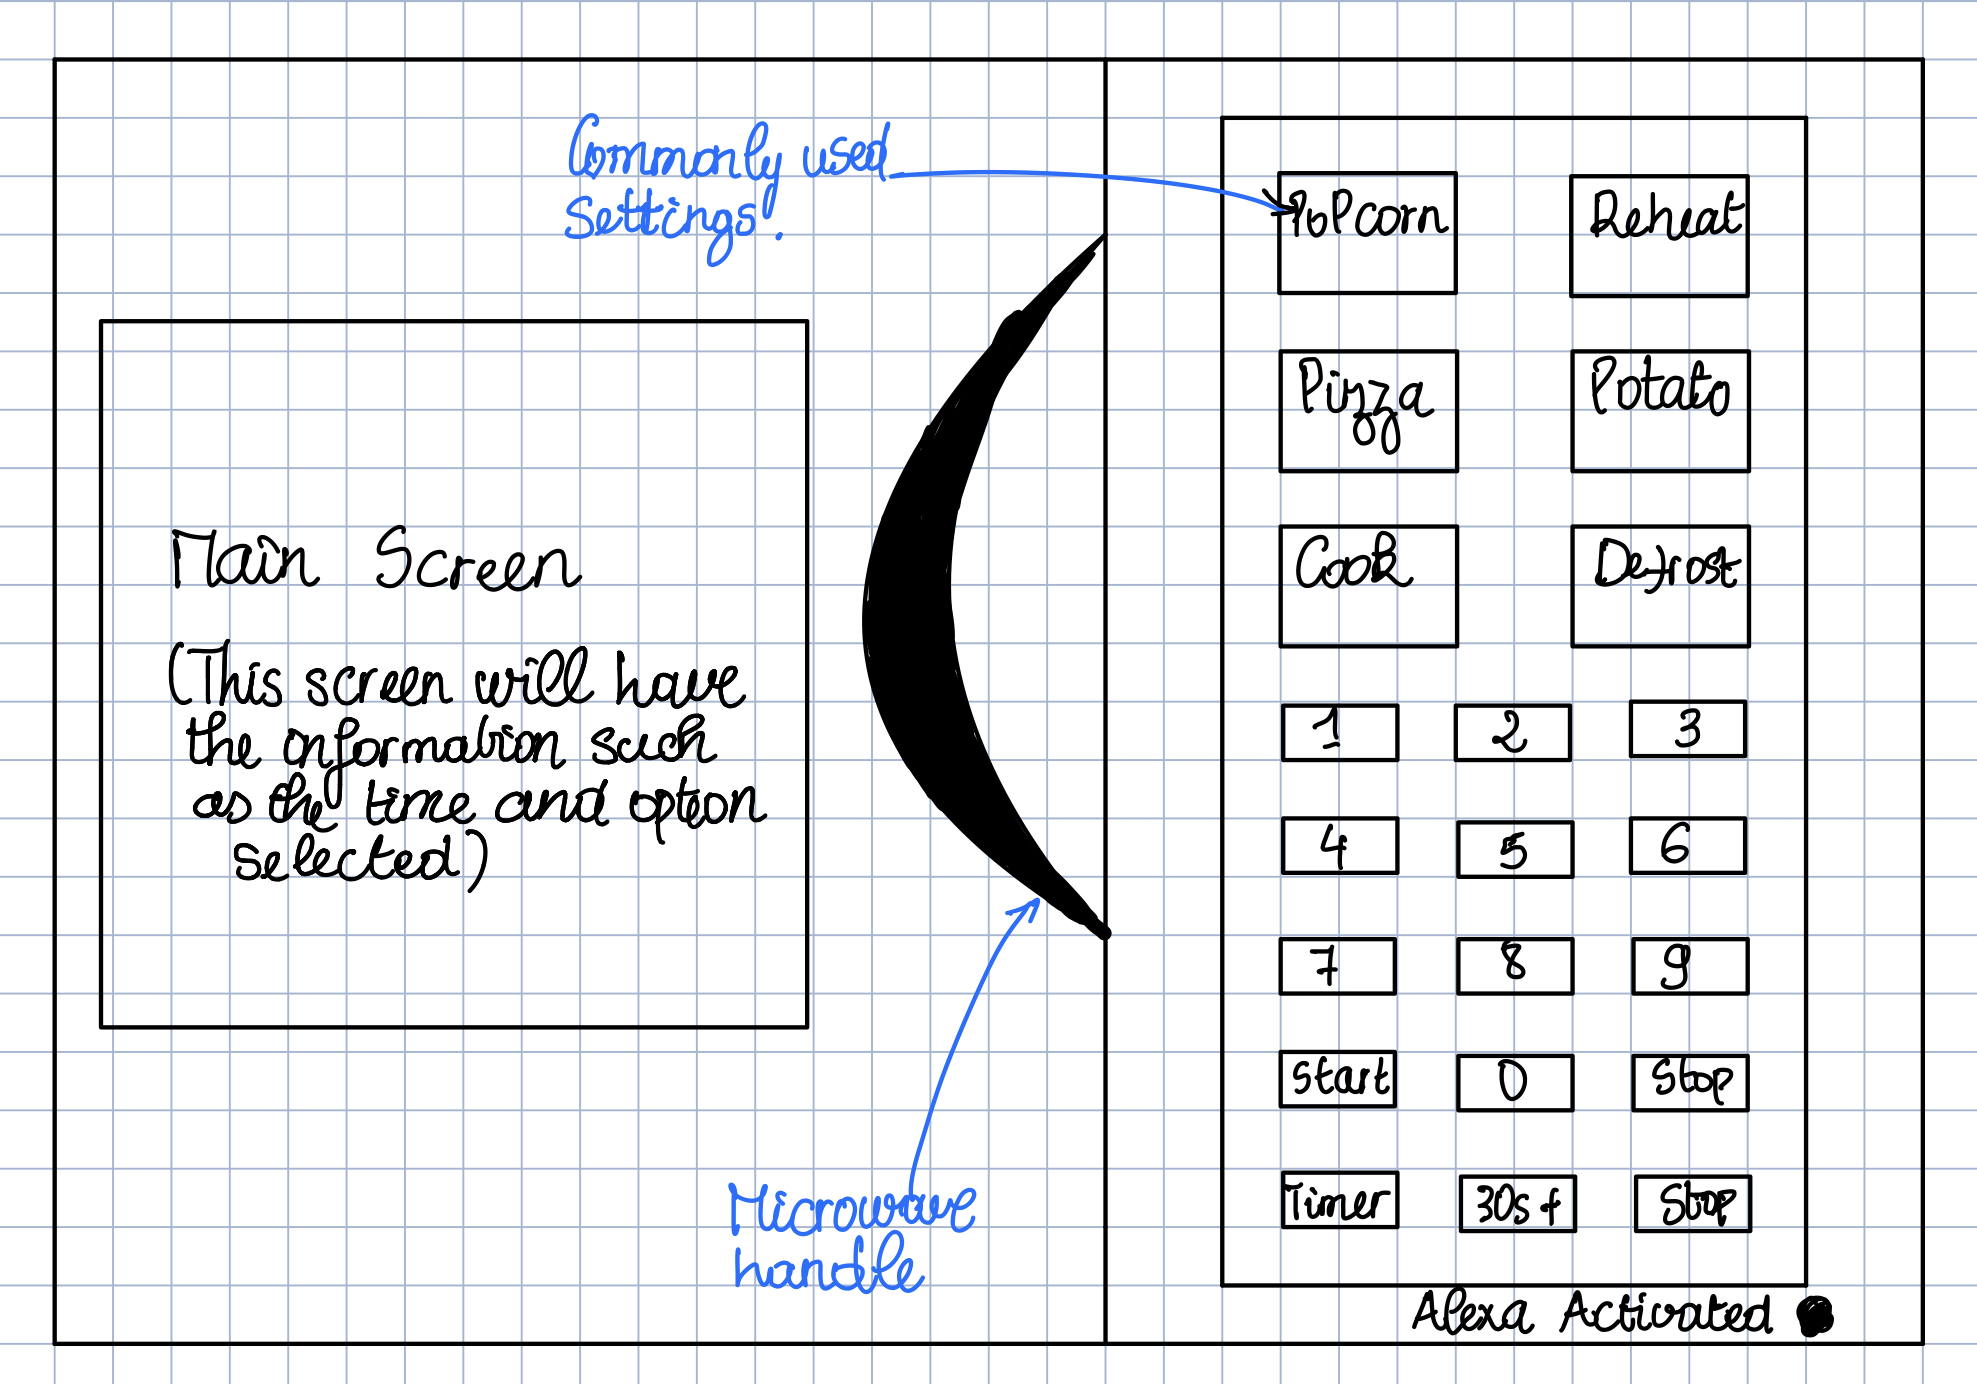 Commonly used
settings!
Popcorn
Reheat
Pizza
Potato
Cook
Defrost
Main Screen
(This screen will have
the information such
as the time and option
selected)
1
2
3
4
5
6
7
8
9
Start
0
Stop
Timer
30s +
Stop
Microwave
handle
Alexa Activated